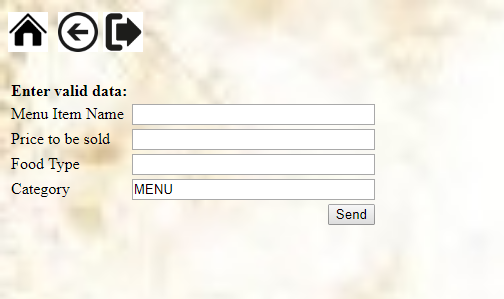 Enter valid data:
Menu Item Name
Price to be sold
Food Type
Category MENU
Send